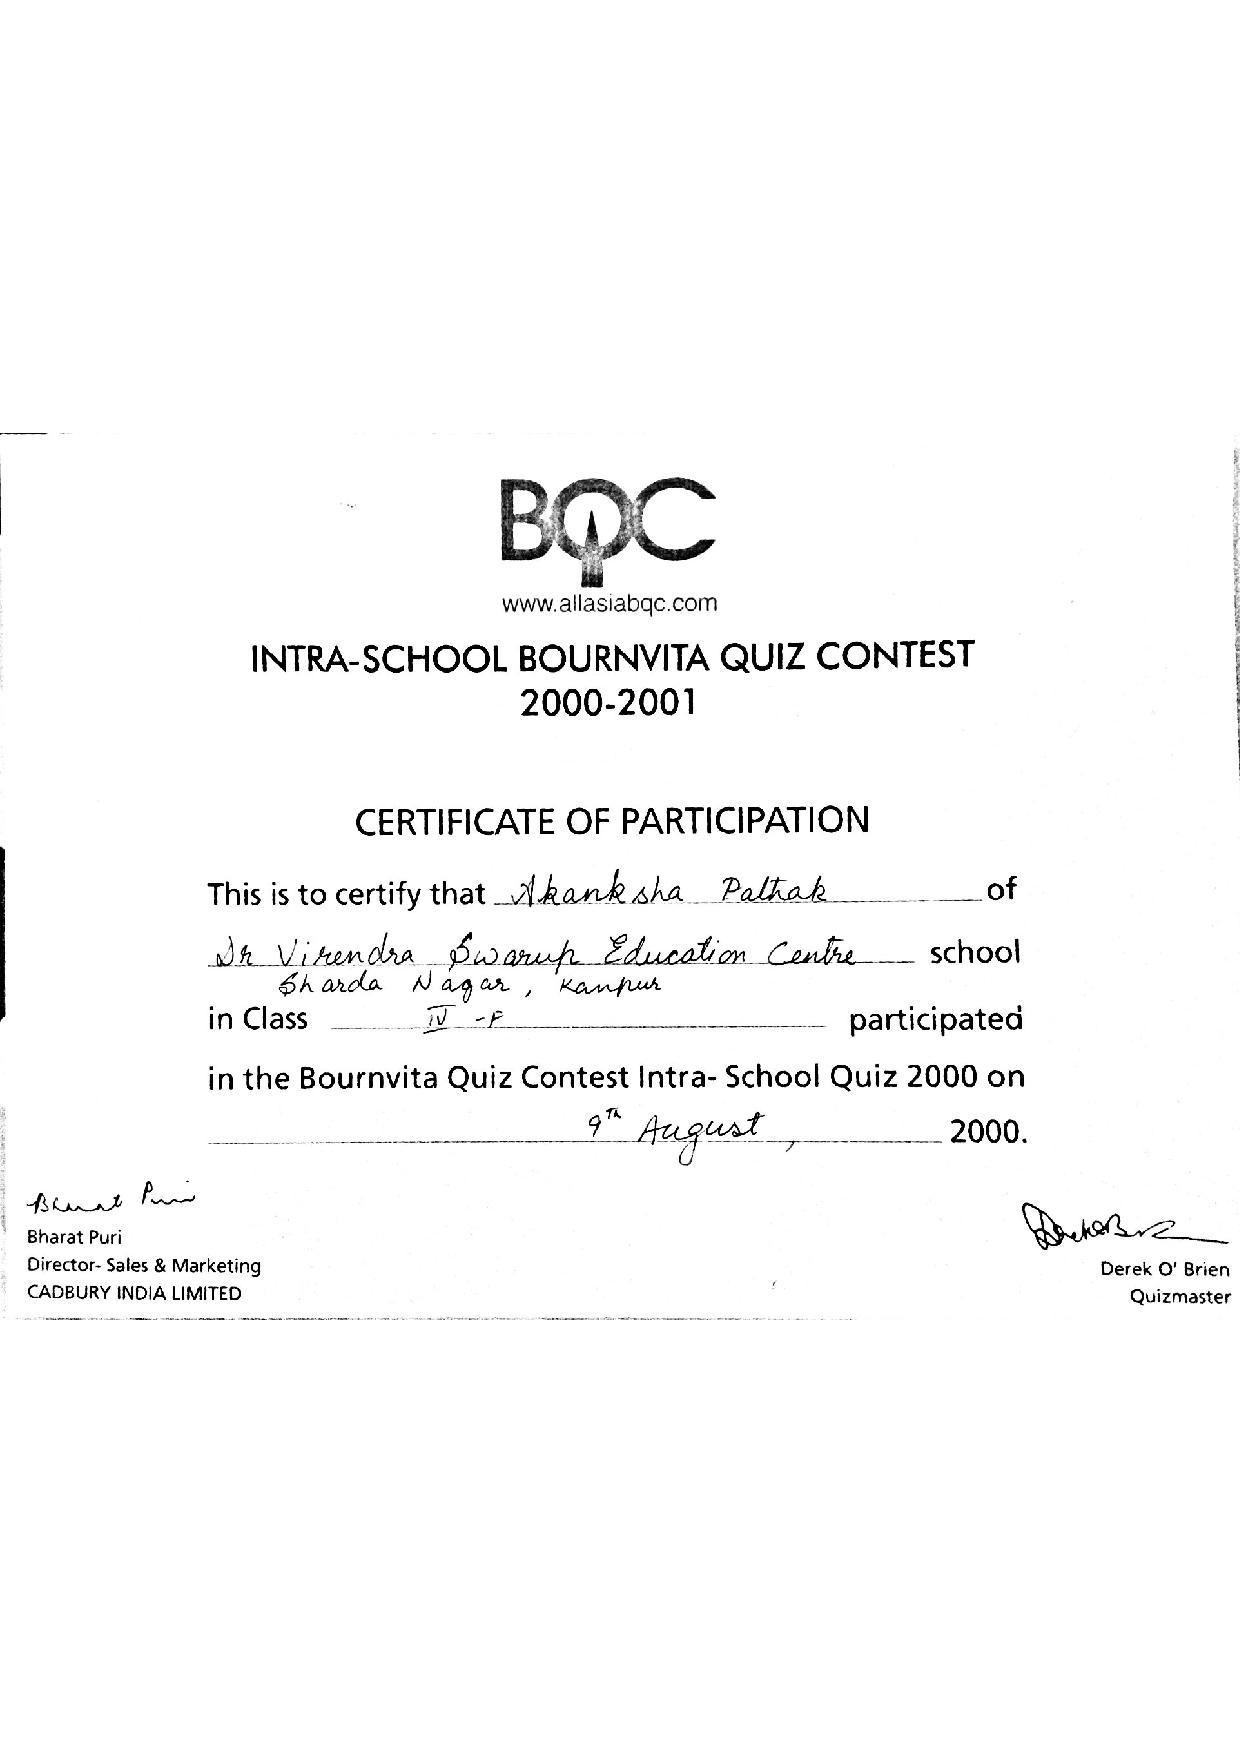 BQC
www.allasiabqc.com
INTRA-SCHOOL BOURNVITA QUIZ CONTEST
2000-2001
CERTIFICATE OF PARTICIPATION
This is to certify that Akanksha Pathak of
Dr Virendra Swarup Education Centre school
Sharda Nagar, Kanpur
in Class IV -F participated
in the Bournvita Quiz Contest Intra- School Quiz 2000 on
9Th August, 2000.
Bharat Puri
Bharat Puri
Director- Sales & Marketing
CADBURY INDIA LIMITED
Derek O' Brien
Quizmaster